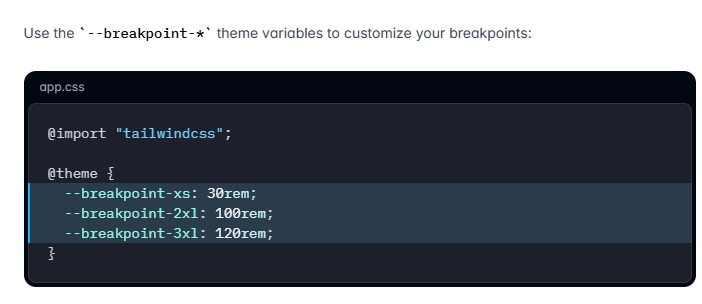 Use the `--breakpoint-*` theme variables to customize your breakpoints:
app.css
@import "tailwindcss";
@theme {
  --breakpoint-xs: 30rem;
  --breakpoint-2xl: 100rem;
  --breakpoint-3xl: 120rem;
}